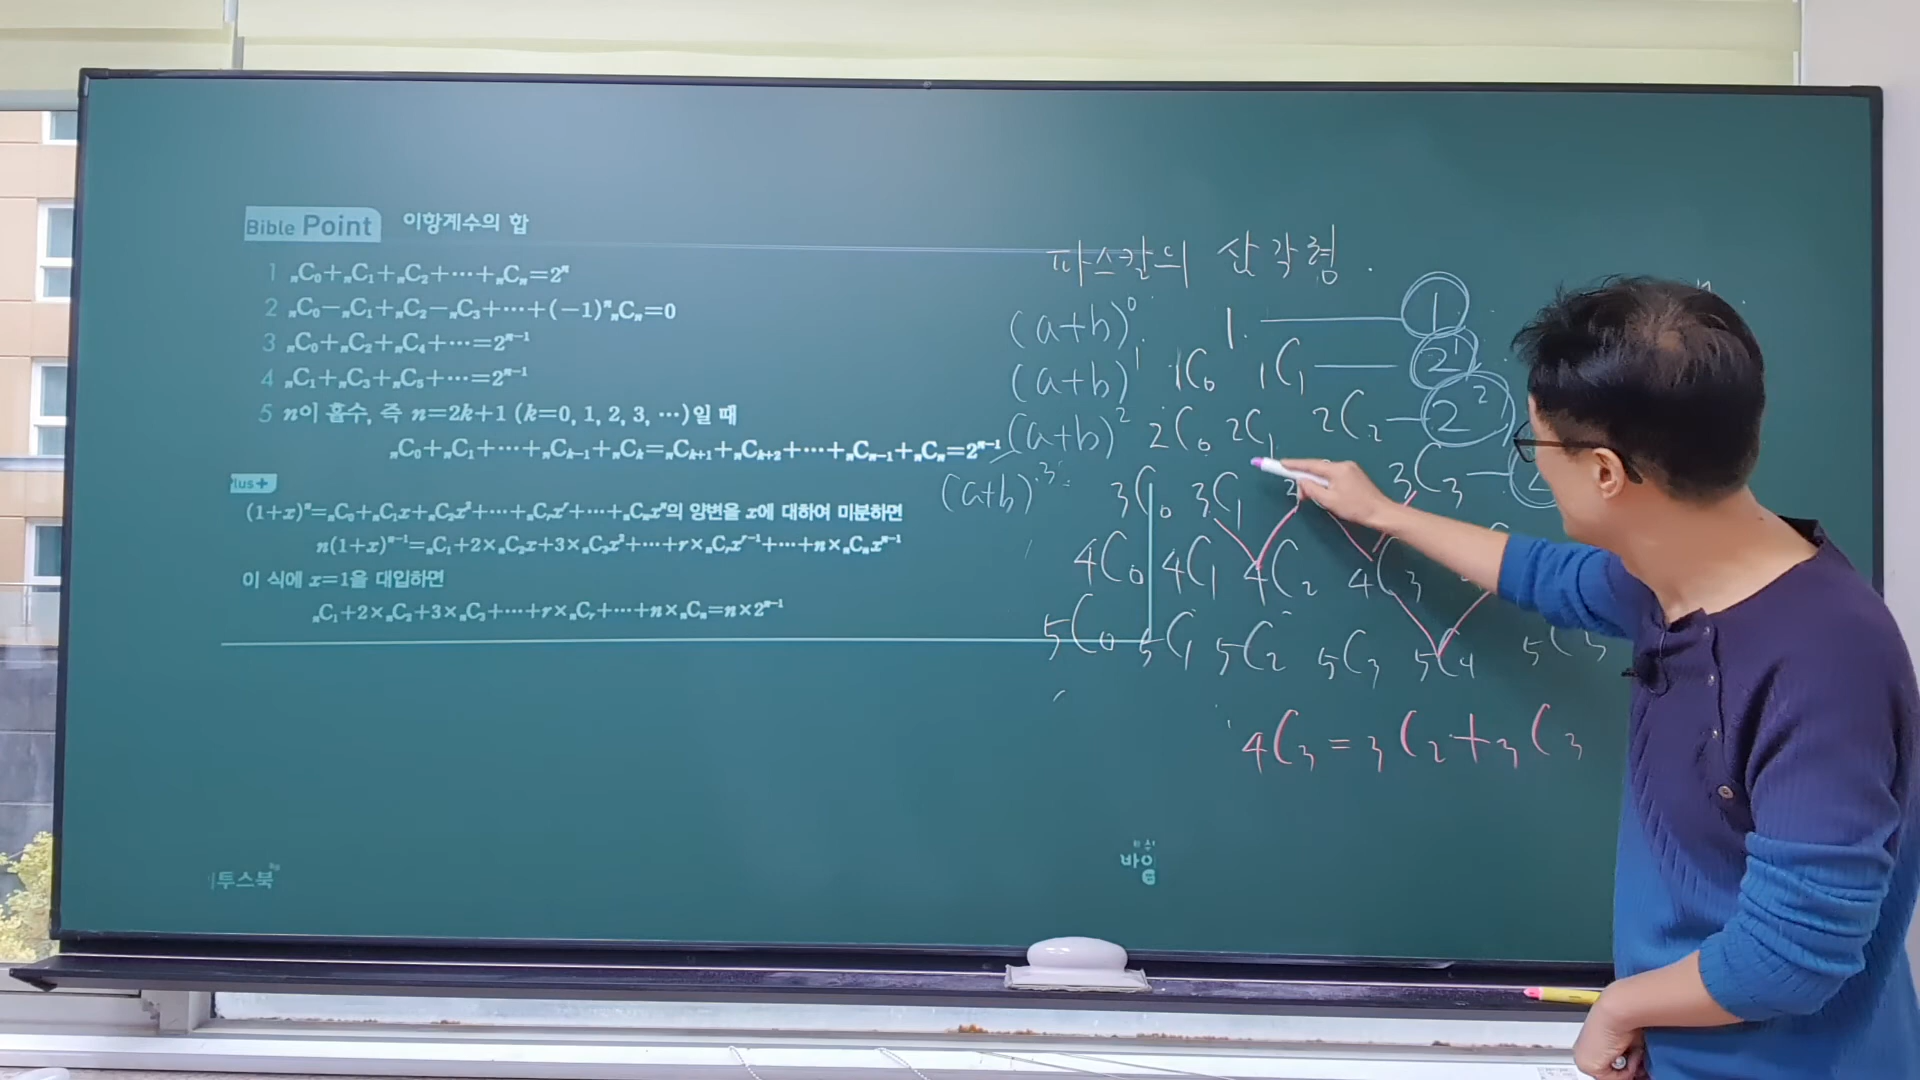 Bible Point 이항계수의 합
1 ₙC₀+ₙC₁+ₙC₂+⋯+ₙCₙ=2ⁿ
2 ₙC₀−ₙC₁+ₙC₂−ₙC₃+⋯+(−1)ⁿₙCₙ=0
3 ₙC₀+ₙC₂+ₙC₄+⋯=2ⁿ⁻¹
4 ₙC₁+ₙC₃+ₙC₅+⋯=2ⁿ⁻¹
5 n이 홀수, 즉 n=2k+1 (k=0, 1, 2, 3, ⋯)일 때
ₙC₀+ₙC₁+⋯+ₙCₖ₋₁+ₙCₖ=ₙCₖ₊₁+ₙCₖ₊₂+⋯+ₙCₙ₋₁+ₙCₙ=2ⁿ⁻¹
Plus+
(1+x)ⁿ=ₙC₀+ₙC₁x+ₙC₂x²+⋯+ₙCᵣxʳ+⋯+ₙCₙxⁿ의 양변을 x에 대하여 미분하면
n(1+x)ⁿ⁻¹=ₙC₁+2×ₙC₂x+3×ₙC₃x²+⋯+r×ₙCᵣxʳ⁻¹+⋯+n×ₙCₙxⁿ⁻¹
이 식에 x=1을 대입하면
ₙC₁+2×ₙC₂+3×ₙC₃+⋯+r×ₙCᵣ+⋯+n×ₙCₙ=n×2ⁿ⁻¹
투스북
파스칼의 삼각형.
(a+b)⁰ 1 1
(a+b)¹ ₁C₀ ₁C₁ 2¹
(a+b)² ₂C₀ ₂C₁ ₂C₂ 2²
(a+b)³ ₃C₀ ₃C₁ 3 ₃C₃ 2
₄C₀ ₄C₁ ₄C₂ ₄C₃
₅C₀ ₅C₁ ₅C₂ ₅C₃ ₅C₄ ₅C₅
₄C₃=₃C₂+₃C₃